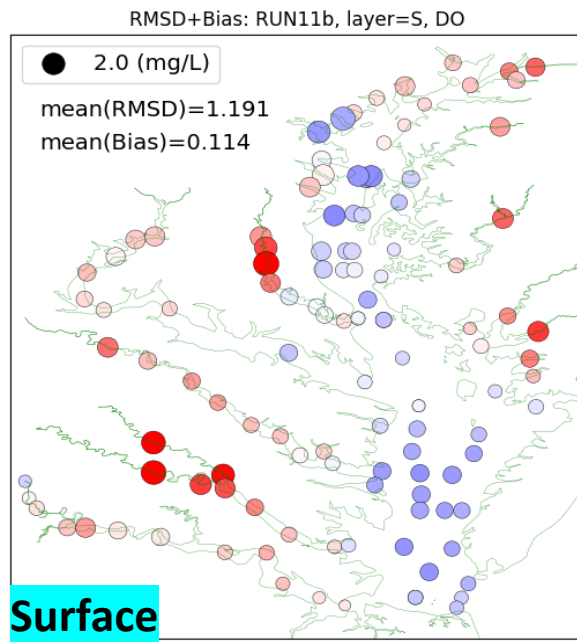 RMSD+Bias: RUN11b, layer=S, DO
2.0 (mg/L)
mean(RMSD)=1.191
mean(Bias)=0.114
Surface